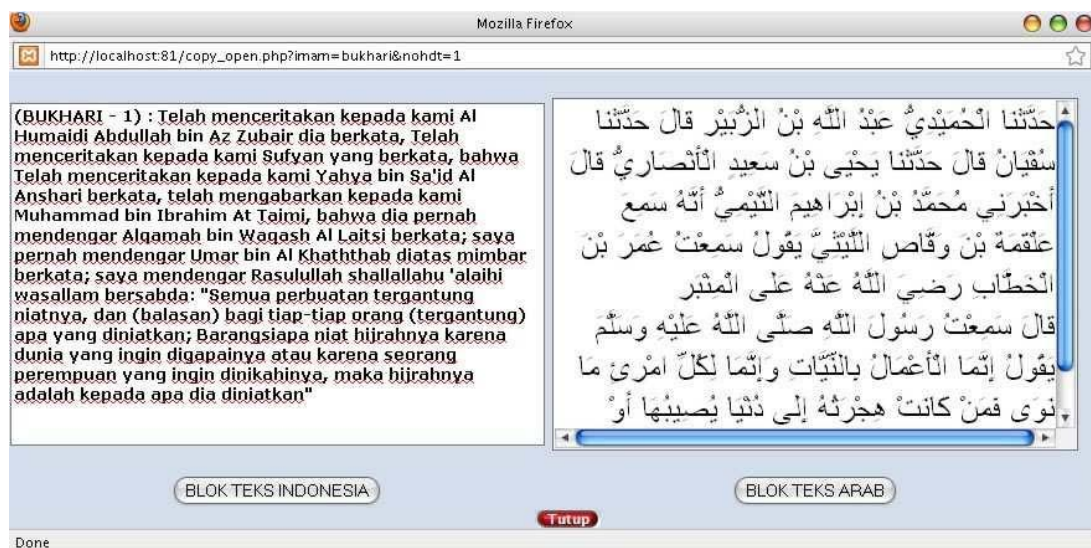 Mozilla Firefox
http://localhost:81/copy_open.php?imam=bukhari&nohdt=1
(BUKHARI - 1) : Telah menceritakan kepada kami Al
Humaidi Abdullah bin Az Zubair dia berkata, Telah
menceritakan kepada kami Sufyan yang berkata, bahwa
Telah menceritakan kepada kami Yahya bin Sa'id Al
Anshari berkata, telah mengabarkan kepada kami
Muhammad bin Ibrahim At Taimi, bahwa dia pernah
mendengar Alqamah bin Waqash Al Laitsi berkata; saya
pernah mendengar Umar bin Al Khaththab diatas mimbar
berkata; saya mendengar Rasulullah shallallahu 'alaihi
wasallam bersabda: "Semua perbuatan tergantung
niatnya, dan (balasan) bagi tiap-tiap orang (tergantung)
apa yang diniatkan; Barangsiapa niat hijrahnya karena
dunia yang ingin digapainya atau karena seorang
perempuan yang ingin dinikahinya, maka hijrahnya
adalah kepada apa dia diniatkan"
حَدَّثَنَا الْحُمَيْدِيُّ عَبْدُ اللَّهِ بْنُ الزُّبَيْرِ قَالَ حَدَّثَنَا
سُفْيَانُ قَالَ حَدَّثَنَا يَحْيَى بْنُ سَعِيدٍ الْأَنْصَارِيُّ قَالَ
أَخْبَرَنِي مُحَمَّدُ بْنُ إِبْرَاهِيمَ التَّيْمِيُّ أَنَّهُ سَمِعَ
عَلْقَمَةَ بْنَ وَقَّاصٍ اللَّيْثِيَّ يَقُولُ سَمِعْتُ عُمَرَ بْنَ
الْخَطَّابِ رَضِيَ اللَّهُ عَنْهُ عَلَى الْمِنْبَرِ
قَالَ سَمِعْتُ رَسُولَ اللَّهِ صَلَّى اللَّهُ عَلَيْهِ وَسَلَّمَ
يَقُولُ إِنَّمَا الْأَعْمَالُ بِالنِّيَّاتِ وَإِنَّمَا لِكُلِّ امْرِئٍ مَا
نَوَى فَمَنْ كَانَتْ هِجْرَتُهُ إِلَى دُنْيَا يُصِيبُهَا أَوْ
BLOK TEKS INDONESIA
BLOK TEKS ARAB
Tutup
Done